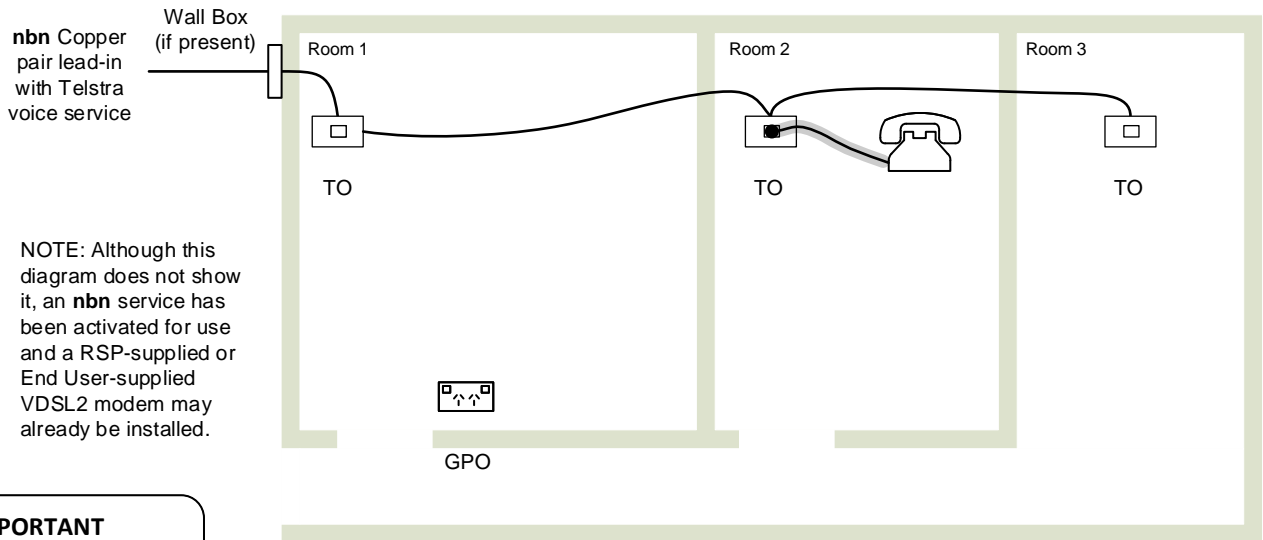 nbn Copper
pair lead-in
with Telstra
voice service
Wall Box
(if present)
Room 1
Room 2
Room 3
TO
TO
TO
NOTE: Although this
diagram does not show
it, an nbn service has
been activated for use
and a RSP-supplied or
End User-supplied
VDSL2 modem may
already be installed.
GPO
PORTANT